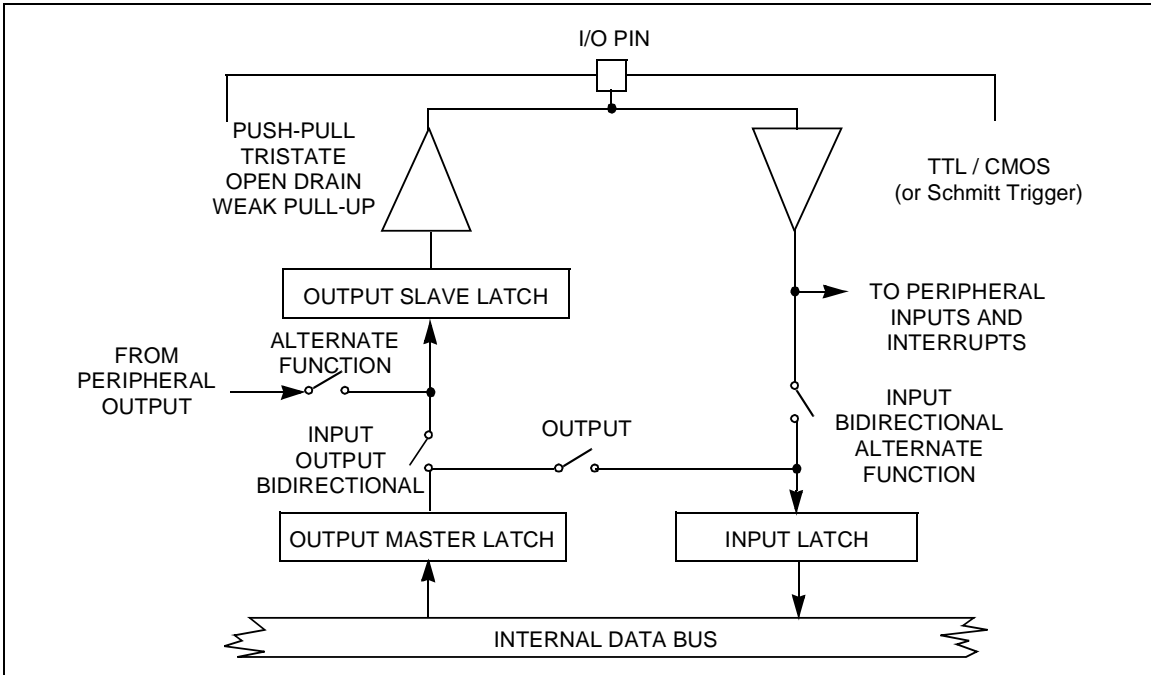 I/O PIN
PUSH-PULL
TRISTATE
OPEN DRAIN
WEAK PULL-UP
TTL / CMOS
(or Schmitt Trigger)
OUTPUT SLAVE LATCH
TO PERIPHERAL
INPUTS AND
INTERRUPTS
ALTERNATE
FUNCTION
FROM
PERIPHERAL
OUTPUT
INPUT
OUTPUT
BIDIRECTIONAL
OUTPUT
INPUT
BIDIRECTIONAL
ALTERNATE
FUNCTION
OUTPUT MASTER LATCH
INPUT LATCH
INTERNAL DATA BUS